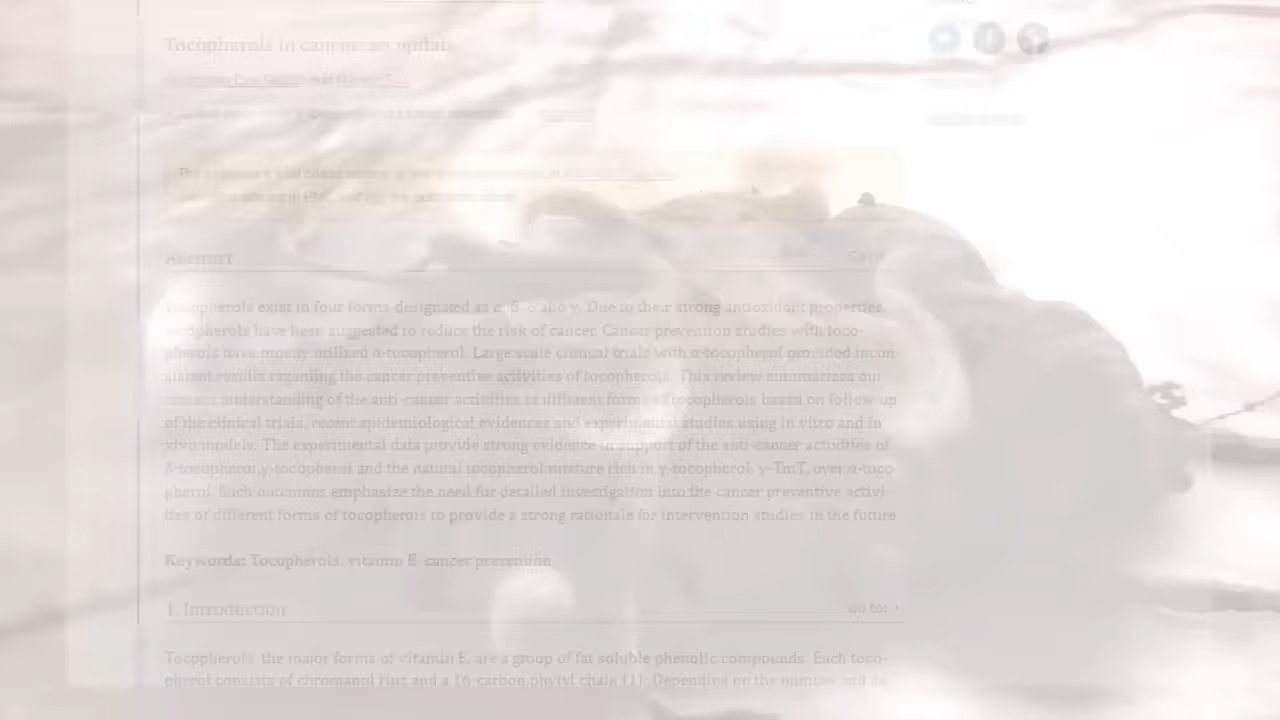 Tocopherols in cancer: an update
Abstract
Tocopherols exist in four forms designated as α, β, δ and γ. Due to their strong antioxidant properties,
tocopherols have been suggested to reduce the risk of cancer. Cancer prevention studies with toco-
pherols have mostly utilized α-tocopherol. Large scale clinical trials with α-tocopherol provided incon-
sistent results regarding the cancer preventive activities of tocopherols. This review summarizes our
current understanding of the anti-cancer activities of different forms of tocopherols based on follow-up
of the clinical trials, recent epidemiological evidences and experimental studies using in vitro and in
vivo models. The experimental data provide strong evidence in support of the anti-cancer activities of
δ-tocopherol, γ-tocopherol and the natural tocopherol mixture rich in γ-tocopherol, γ-TmT, over α-toco-
pherol. Such outcomes emphasize the need for detailed investigation into the cancer preventive activi-
ties of different forms of tocopherols to provide a strong rationale for intervention studies in the future
Keywords: Tocopherols, vitamin E, cancer prevention
1. Introduction
Go to:
Tocopherols, the major forms of vitamin E, are a group of fat soluble phenolic compounds. Each toco-
pherol consists of chromanol ring and a 16-carbon phytyl chain [1]. Depending on the number and